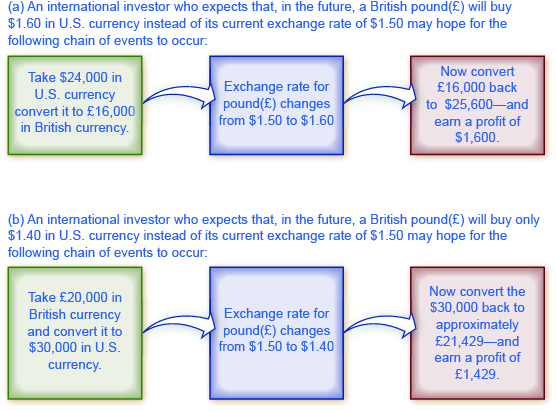 (a) An international investor who expects that, in the future, a British pound(£) will buy
$1.60 in U.S. currency instead of its current exchange rate of $1.50 may hope for the
following chain of events to occur:
Take $24,000 in
U.S. currency
convert it to £16,000
in British currency.
Exchange rate for
pound(£) changes
from $1.50 to $1.60
Now convert
£16,000 back
to $25,600—and
earn a profit of
$1,600.
(b) An international investor who expects that, in the future, a British pound(£) will buy only
$1.40 in U.S. currency instead of its current exchange rate of $1.50 may hope for the
following chain of events to occur:
Take £20,000 in
British currency
and convert it to
$30,000 in U.S.
currency.
Exchange rate for
pound(£) changes
from $1.50 to $1.40
Now convert the
$30,000 back to
approximately
£21,429—and
earn a profit of
£1,429.